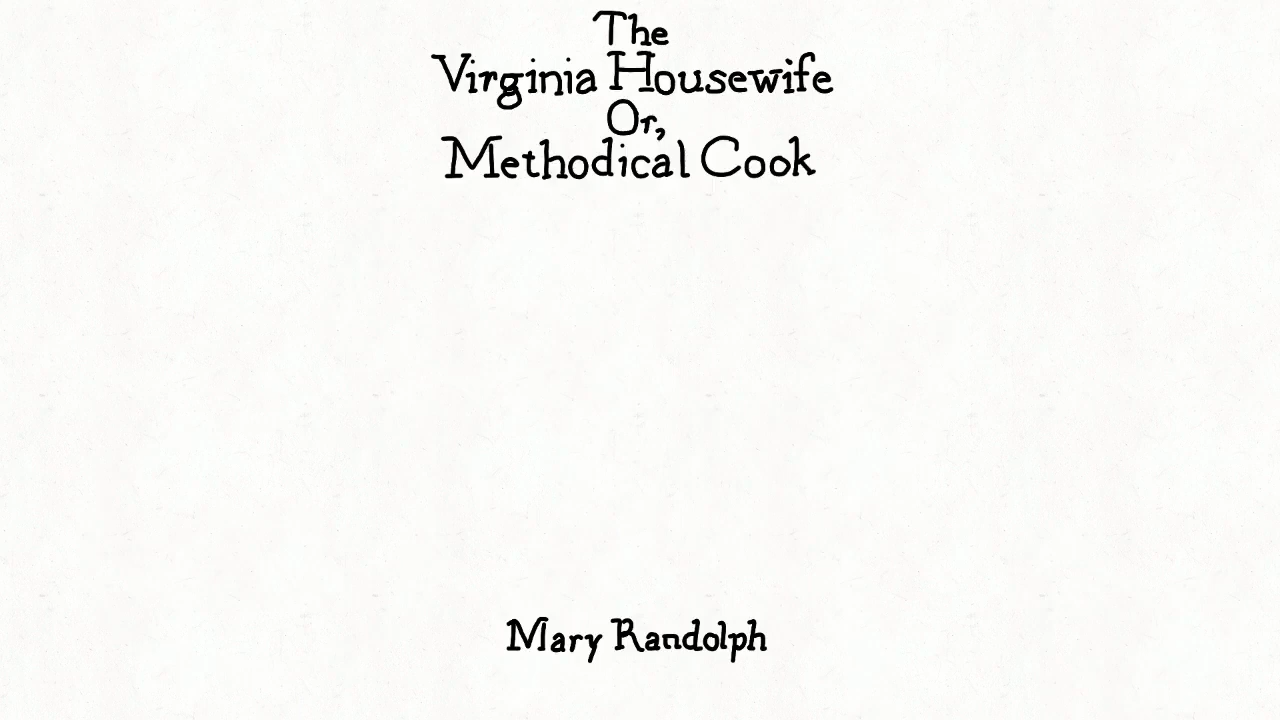 The
Virginia Housewife
Or,
Methodical Cook
Mary Randolph